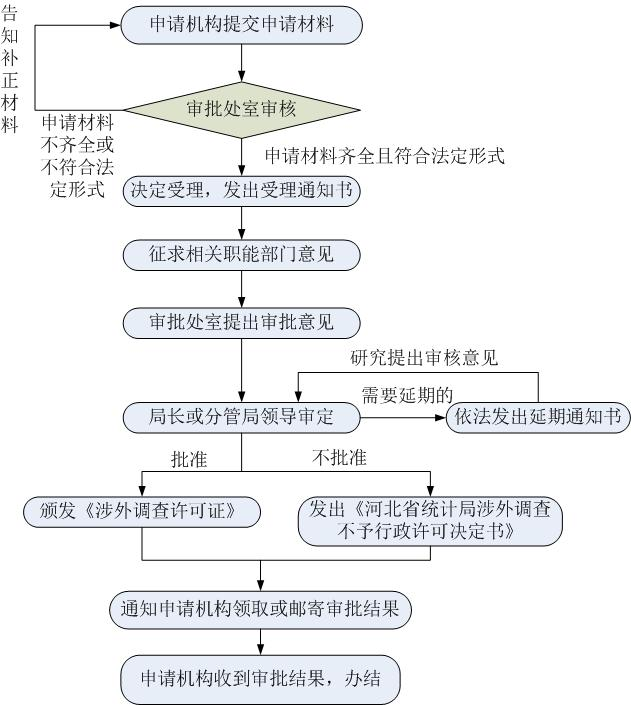 申请机构提交申请材料
告知补正材料
审批处室审核
申请材料
不齐全或
不符合法
定形式
申请材料齐全且符合法定形式
决定受理，发出受理通知书
征求相关职能部门意见
审批处室提出审批意见
研究提出审核意见
需要延期的
局长或分管局领导审定
依法发出延期通知书
批准
不批准
颁发《涉外调查许可证》
发出《河北省统计局涉外调查
不予行政许可决定书》
通知申请机构领取或邮寄审批结果
申请机构收到审批结果，办结